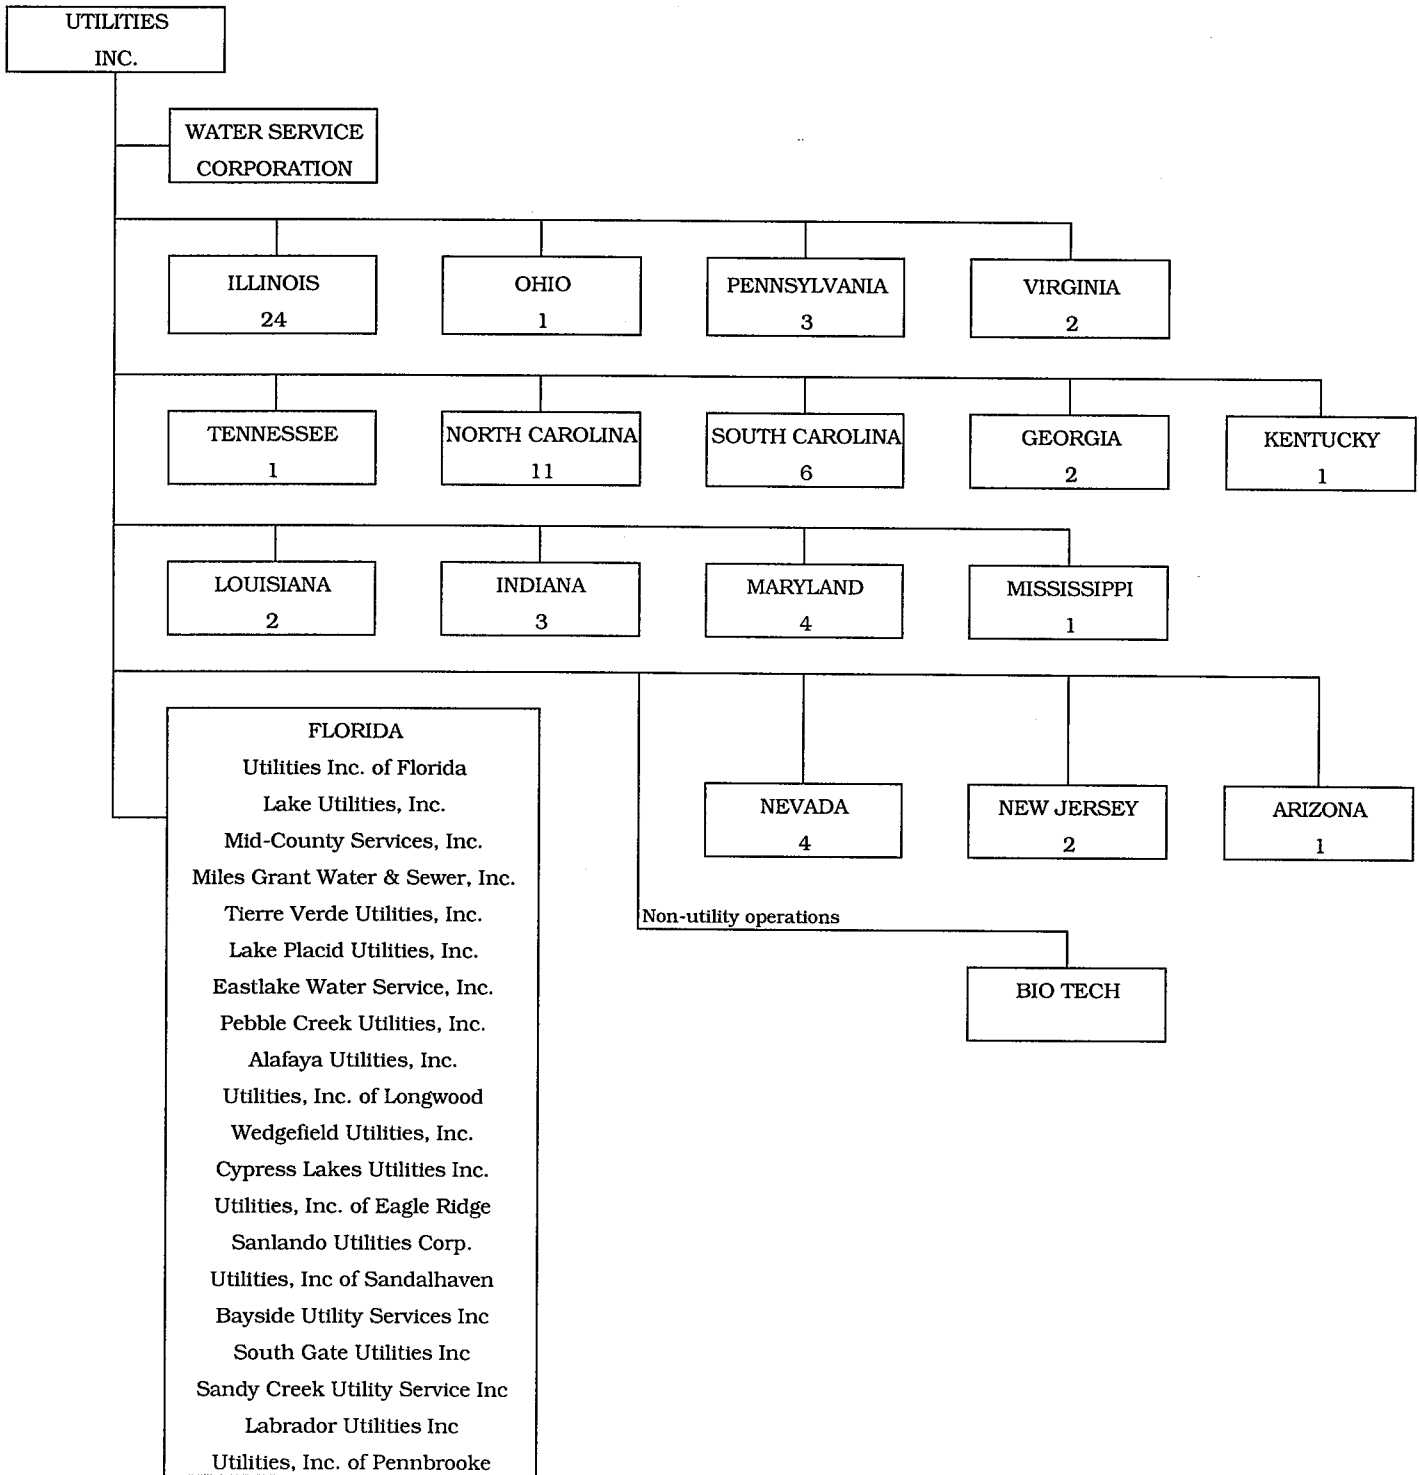 UTILITIES
INC.
WATER SERVICE
CORPORATION
ILLINOIS
24
OHIO
1
PENNSYLVANIA
3
VIRGINIA
2
TENNESSEE
1
NORTH CAROLINA
11
SOUTH CAROLINA
6
GEORGIA
2
KENTUCKY
1
LOUISIANA
2
INDIANA
3
MARYLAND
4
MISSISSIPPI
1
FLORIDA
Utilities Inc. of Florida
Lake Utilities, Inc.
Mid-County Services, Inc.
Miles Grant Water & Sewer, Inc.
Tierre Verde Utilities, Inc.
Lake Placid Utilities, Inc.
Eastlake Water Service, Inc.
Pebble Creek Utilities, Inc.
Alafaya Utilities, Inc.
Utilities, Inc. of Longwood
Wedgefield Utilities, Inc.
Cypress Lakes Utilities Inc.
Utilities, Inc. of Eagle Ridge
Sanlando Utilities Corp.
Utilities, Inc of Sandalhaven
Bayside Utility Services Inc
South Gate Utilities Inc
Sandy Creek Utility Service Inc
Labrador Utilities Inc
Utilities, Inc. of Pennbrooke
NEVADA
4
NEW JERSEY
2
ARIZONA
1
Non-utility operations
BIO TECH